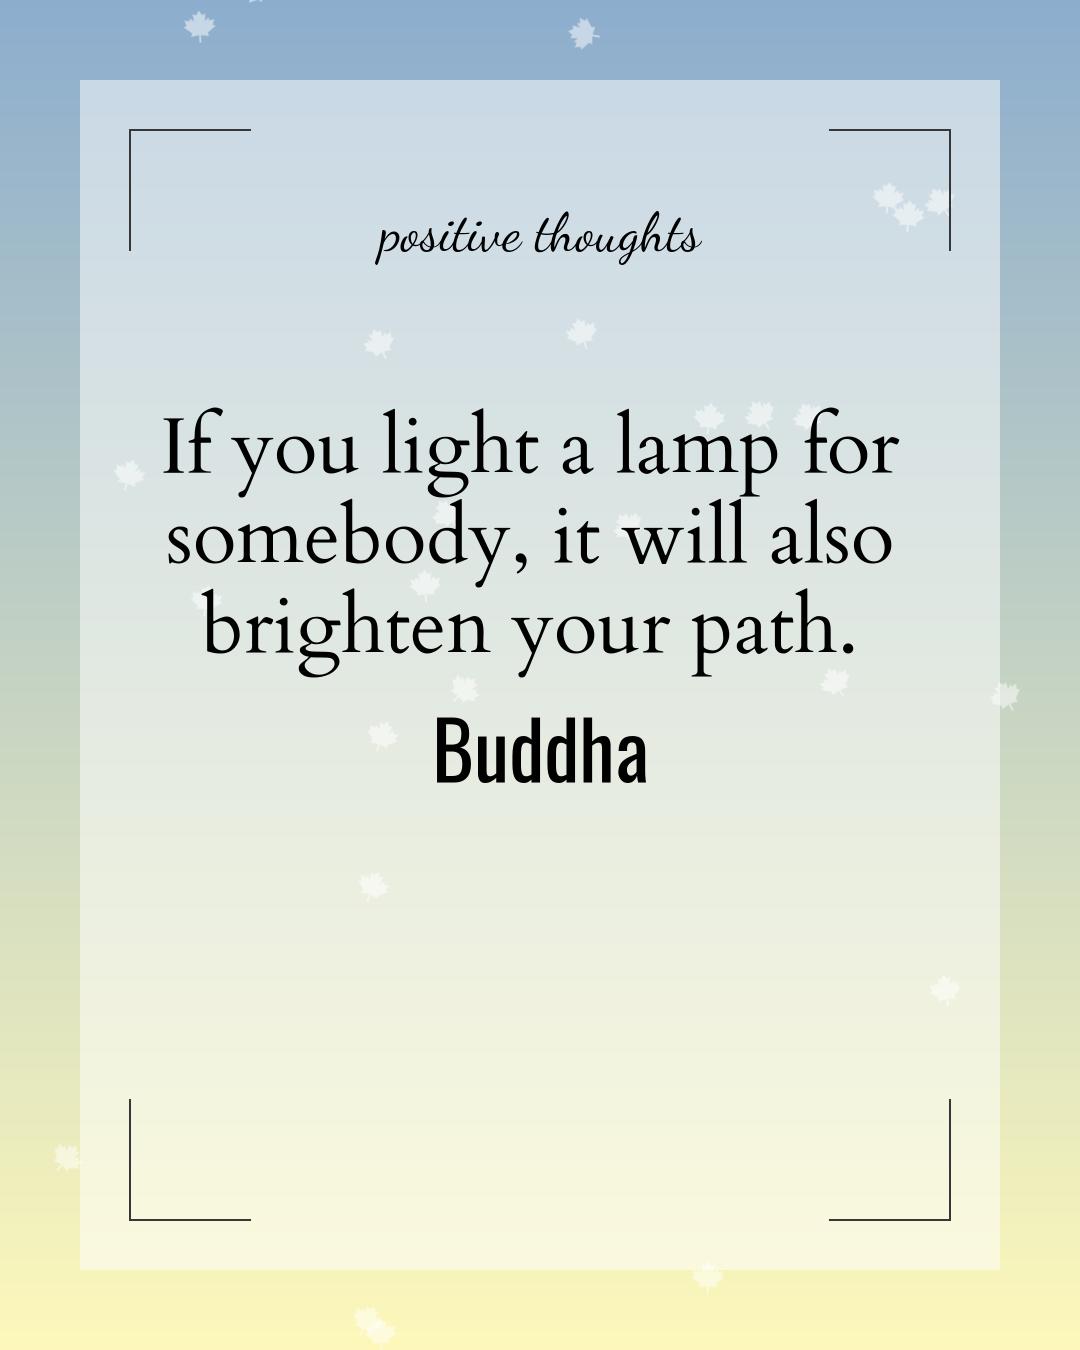 positive thoughts
If you light a lamp for
somebody, it will also
brighten your path.
Buddha